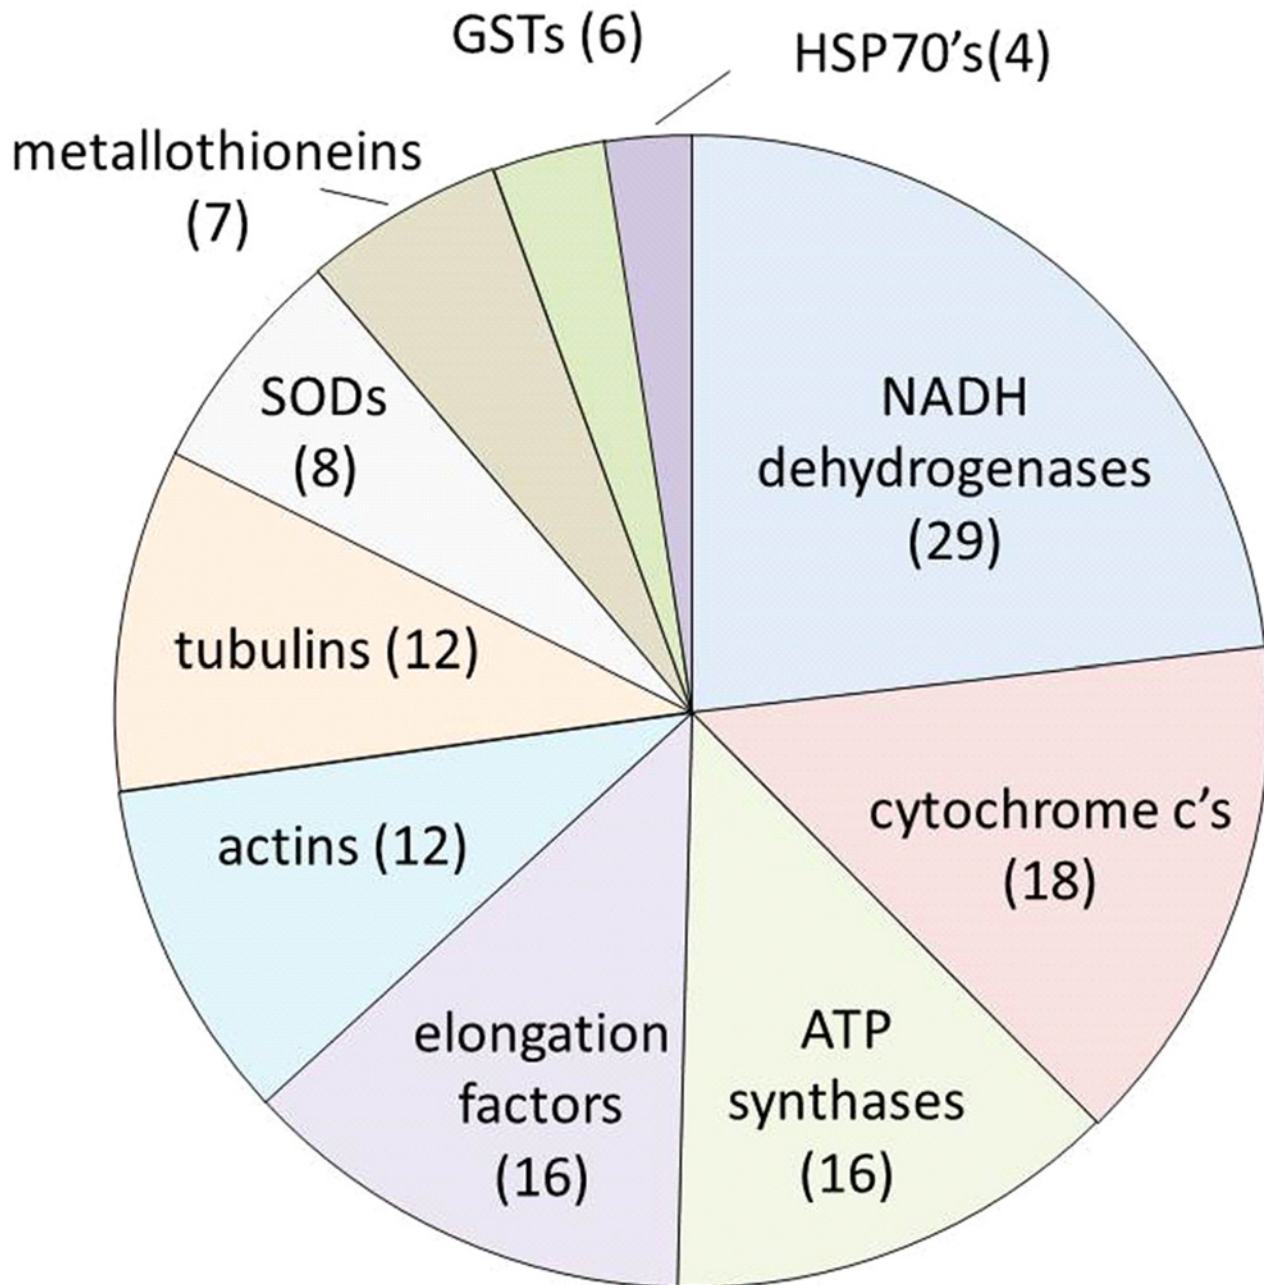 GSTs (6)
HSP70’s(4)
metallothioneins
(7)
NADH
dehydrogenases
(29)
SODs
(8)
tubulins (12)
cytochrome c’s
(18)
actins (12)
elongation
factors
(16)
ATP
synthases
(16)